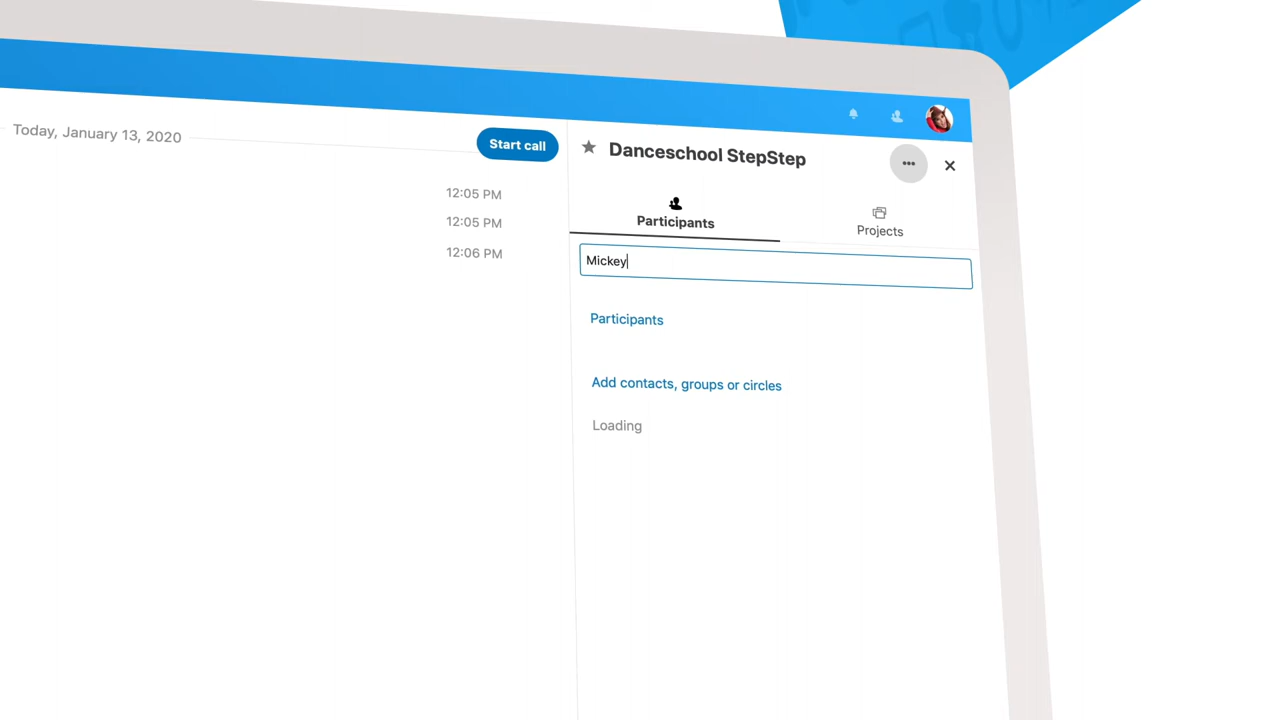 Today, January 13, 2020
Start call
12:05 PM
12:05 PM
12:06 PM
Danceschool StepStep
Participants
Projects
Mickey
Participants
Add contacts, groups or circles
Loading